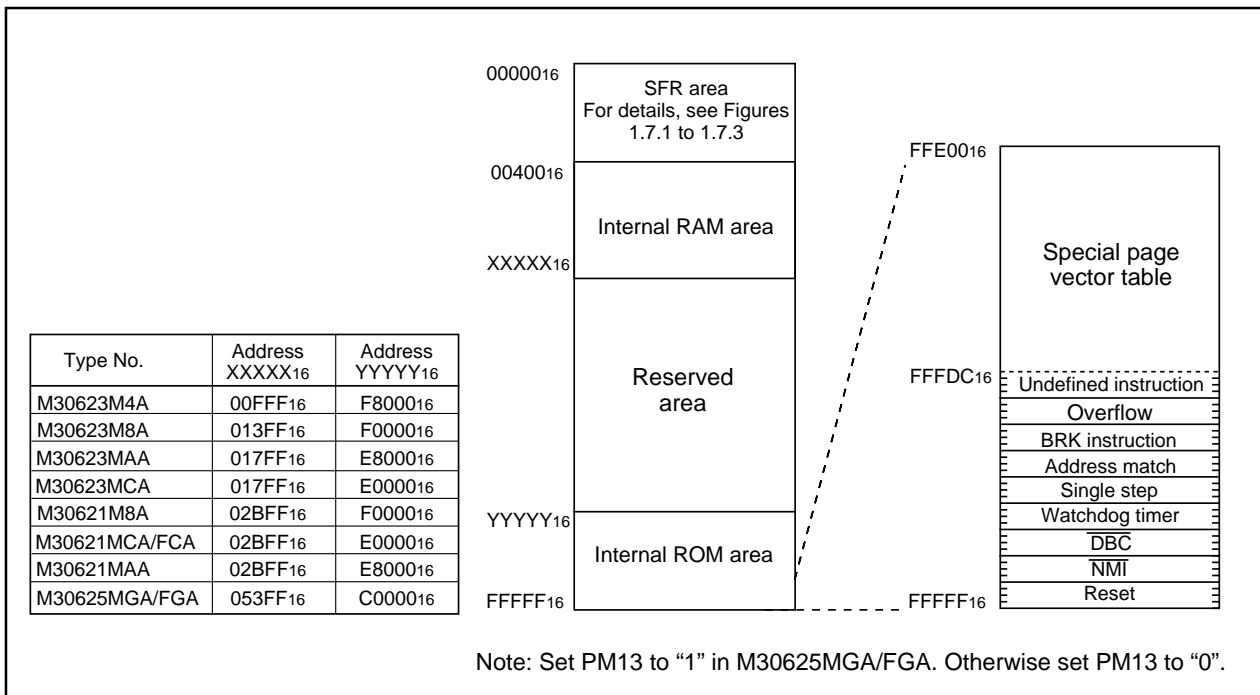 00000₁₆
SFR area
For details, see Figures
1.7.1 to 1.7.3
00400₁₆
Internal RAM area
XXXXX₁₆
Reserved
area
YYYYY₁₆
Internal ROM area
FFFFF₁₆
FFE00₁₆
Special page
vector table
FFFDC₁₆
Undefined instruction
Overflow
BRK instruction
Address match
Single step
Watchdog timer
DBC
NMI
Reset
FFFFF₁₆
Type No. Address XXXXX₁₆ Address YYYYY₁₆
M30623M4A 00FFF₁₆ F8000₁₆
M30623M8A 013FF₁₆ F0000₁₆
M30623MAA 017FF₁₆ E8000₁₆
M30623MCA 017FF₁₆ E0000₁₆
M30621M8A 02BFF₁₆ F0000₁₆
M30621MCA/FCA 02BFF₁₆ E0000₁₆
M30621MAA 02BFF₁₆ E8000₁₆
M30625MGA/FGA 053FF₁₆ C0000₁₆
Note: Set PM13 to “1” in M30625MGA/FGA. Otherwise set PM13 to “0”.